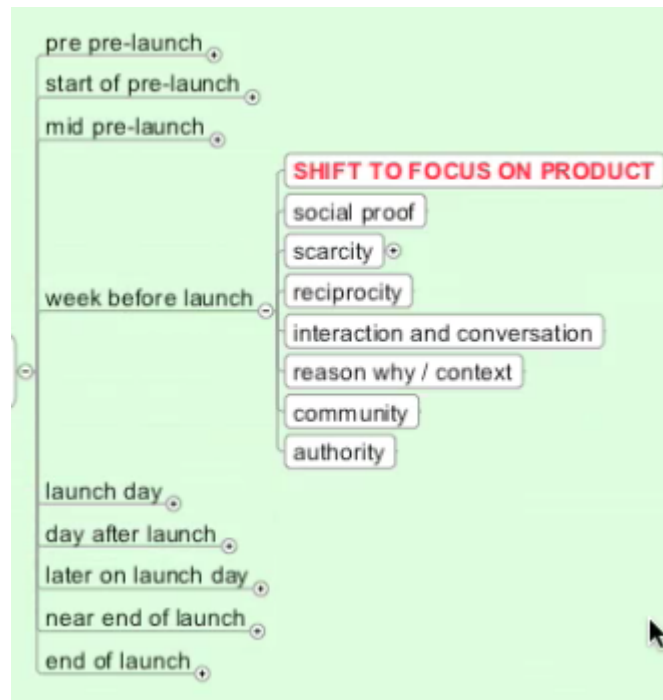 pre pre-launch
start of pre-launch
mid pre-launch
week before launch
SHIFT TO FOCUS ON PRODUCT
social proof
scarcity
reciprocity
interaction and conversation
reason why / context
community
authority
launch day
day after launch
later on launch day
near end of launch
end of launch